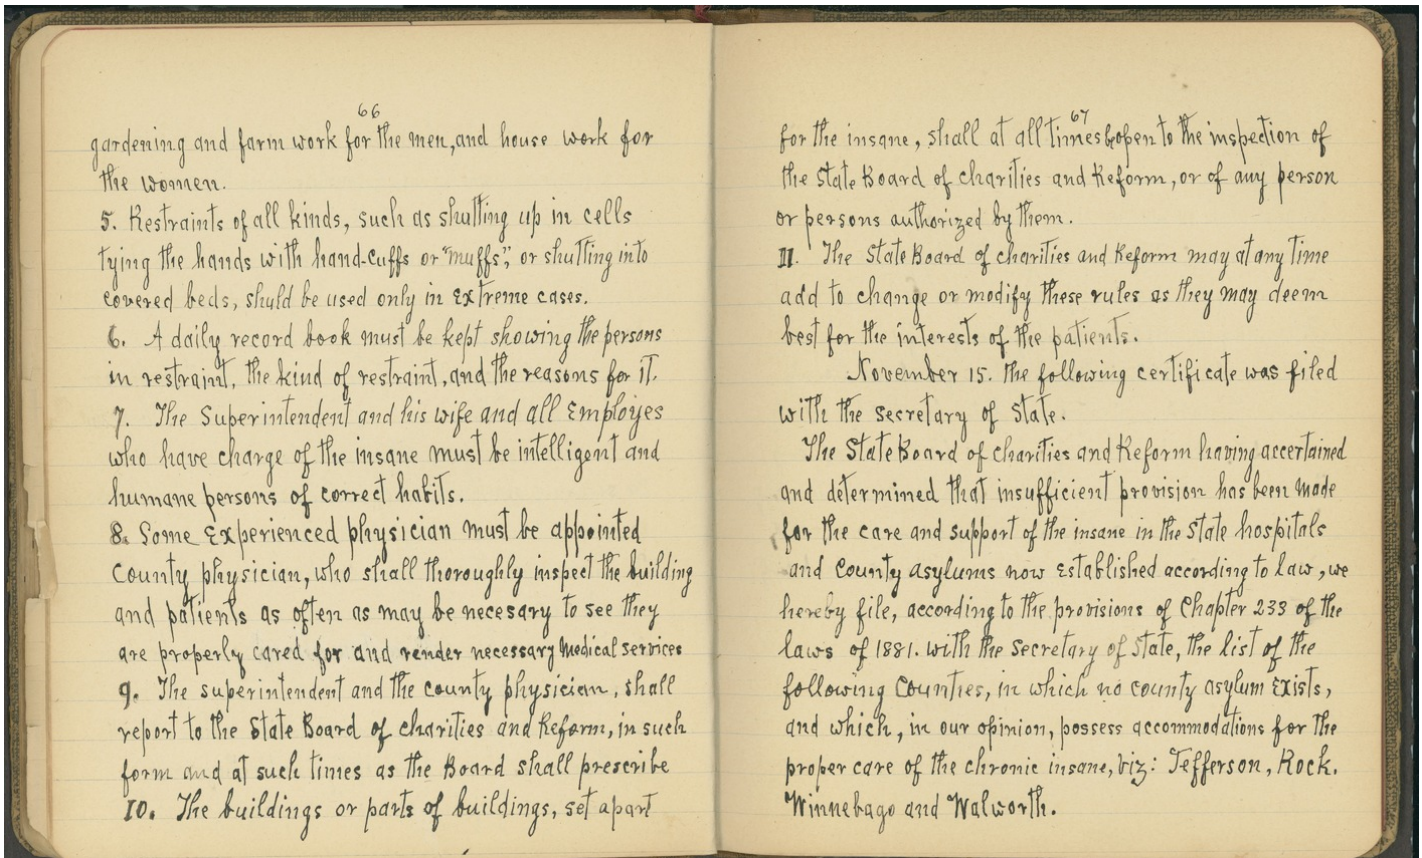 66
gardening and farm work for the men, and house work for
the women.
5. Restraints of all kinds, such as shutting up in cells
tying the hands with hand-cuffs or "muffs", or shutting into
covered beds, shuld be used only in Extreme cases.
6. A daily record book must be kept showing the persons
in restraint, the kind of restraint, and the reasons for it.
7. The Superintendent and his wife and all Employes
who have charge of the insane must be intelligent and
humane persons of correct habits.
8. Some Experienced physician must be appointed
County physician, who shall thoroughly inspect the building
and patients as often as may be necesary to see they
are properly cared for and render necessary Medical services
9. The superintendent and the county physician, shall
report to the State Board of charities and Reform, in such
form and at such times as the Board shall prescribe
10. The buildings or parts of buildings, set apart
67
for the insane, shall at all times be open to the inspection of
the State Board of charities and Reform, or of any person
or persons authorized by them.
11. The State Board of charities and Reform may at any time
add to change or modify these rules as they may deem
best for the interests of the patients.
November 15. The following certificate was filed
with the secretary of State.
The State Board of charities and Reform having accertained
and determined that insufficient provision has been made
for the care and support of the insane in the State hospitals
and County asylums now Established according to law, we
hereby file, according to the provisions of Chapter 233 of the
laws of 1881. with the Secretary of State, the list of the
following Counties, in which no county asylum Exists,
and which, in our opinion, possess accommodations for the
proper care of the chronic insane, viz: Jefferson, Rock.
Winnebago and Walworth.